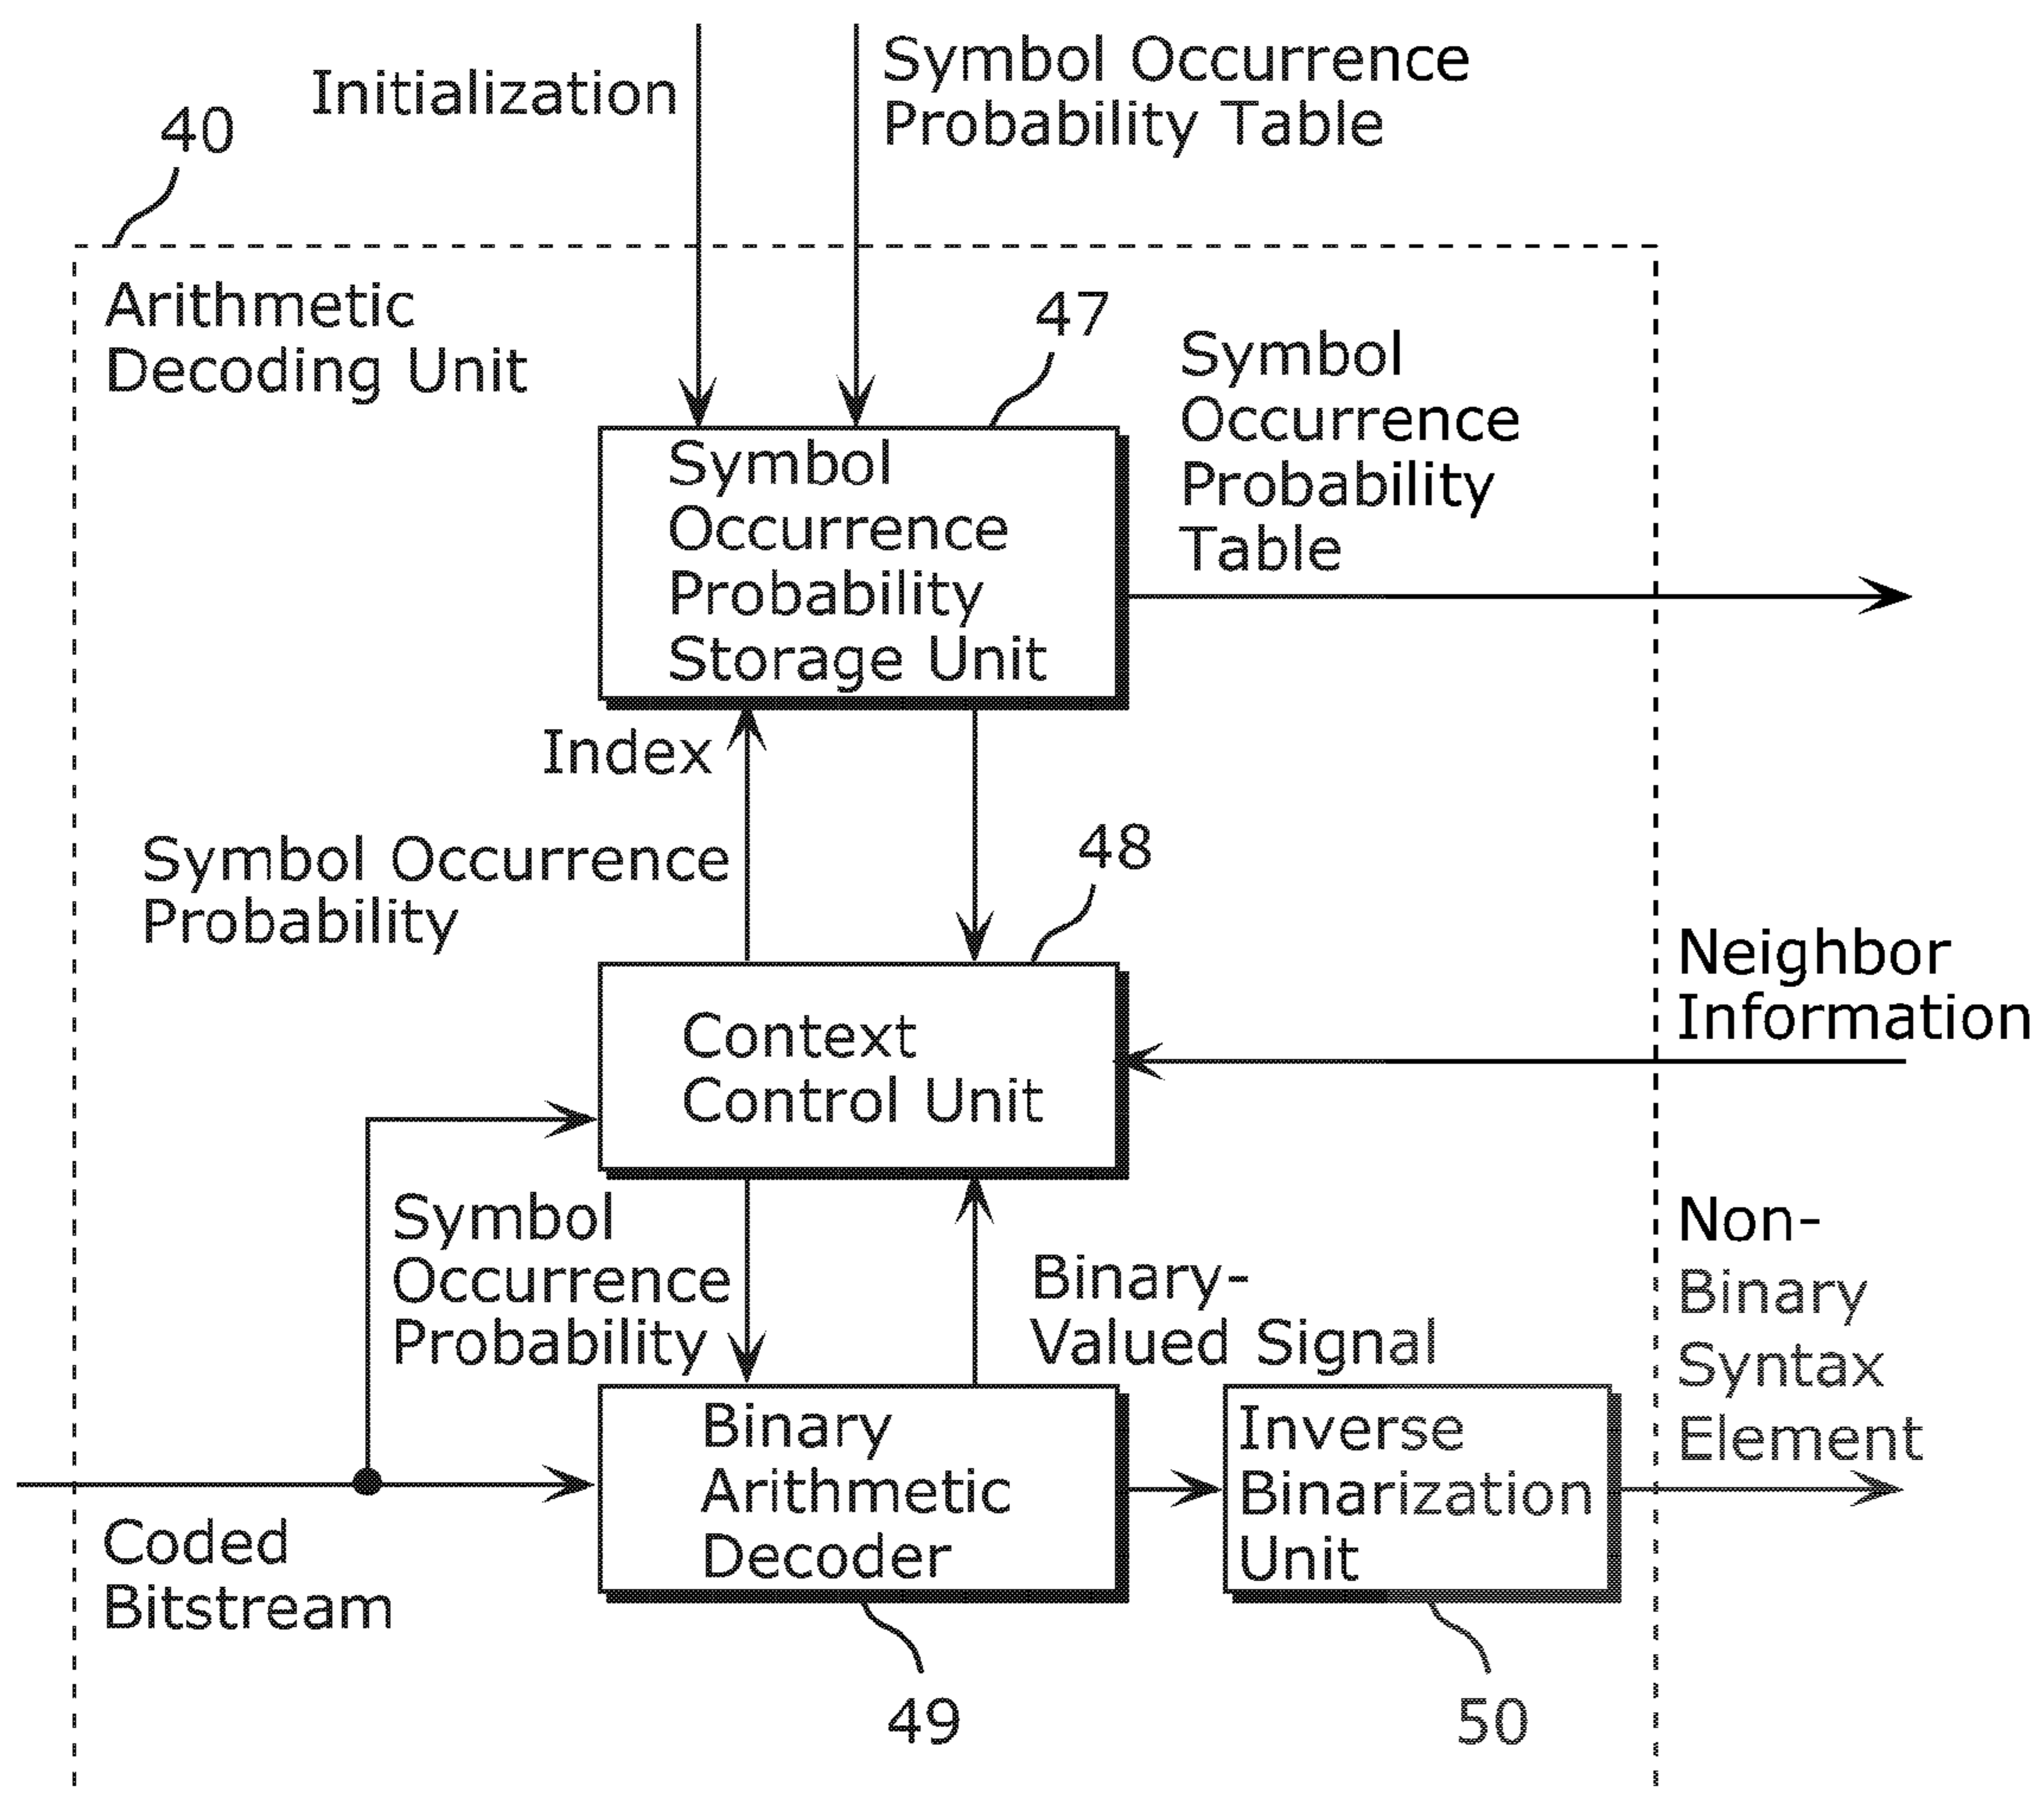 Initialization
Symbol Occurrence
Probability Table
40
Arithmetic
Decoding Unit
47
Symbol
Occurrence
Probability
Table
Symbol
Occurrence
Probability
Storage Unit
Index
Symbol Occurrence
Probability
48
Neighbor
Information
Context
Control Unit
Symbol
Occurrence
Probability
Binary-
Valued Signal
Non-
Binary
Syntax
Element
Binary
Arithmetic
Decoder
Inverse
Binarization
Unit
Coded
Bitstream
49
50